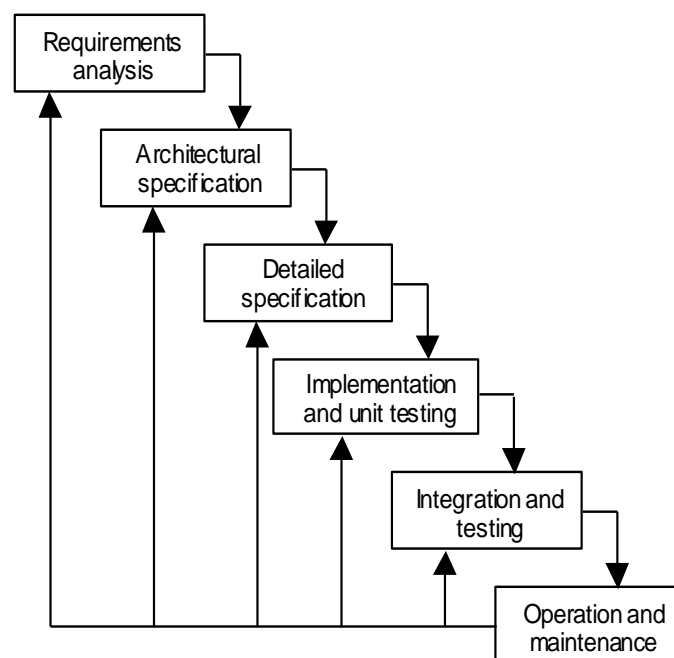 Requirements
analysis
Architectural
specification
Detailed
specification
Implementation
and unit testing
Integration and
testing
Operation and
maintenance